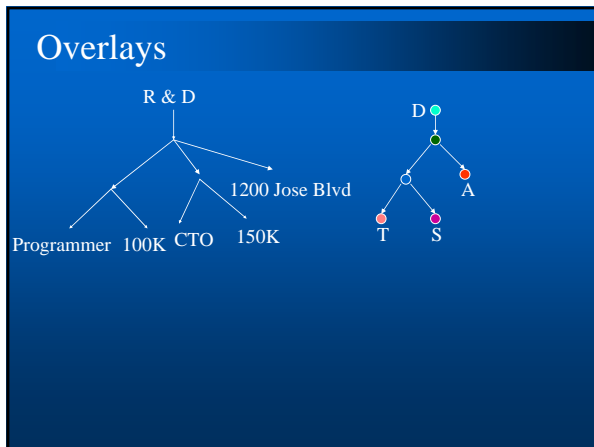 Overlays
R & D
D
1200 Jose Blvd
A
Programmer 100K CTO 150K
T S